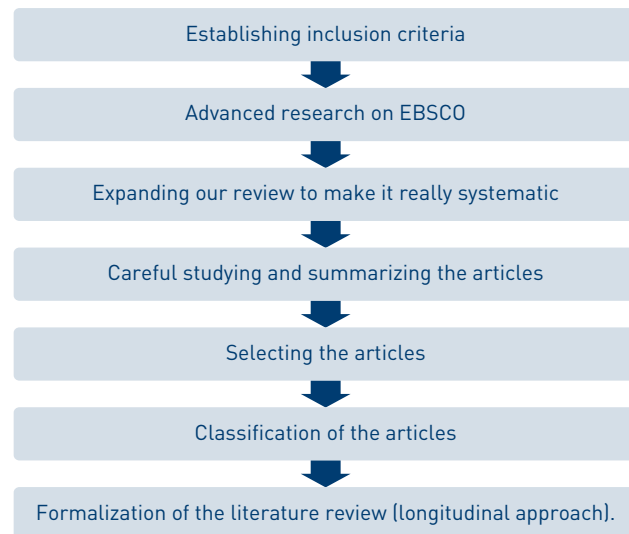 Establishing inclusion criteria
Advanced research on EBSCO
Expanding our review to make it really systematic
Careful studying and summarizing the articles
Selecting the articles
Classification of the articles
Formalization of the literature review (longitudinal approach).